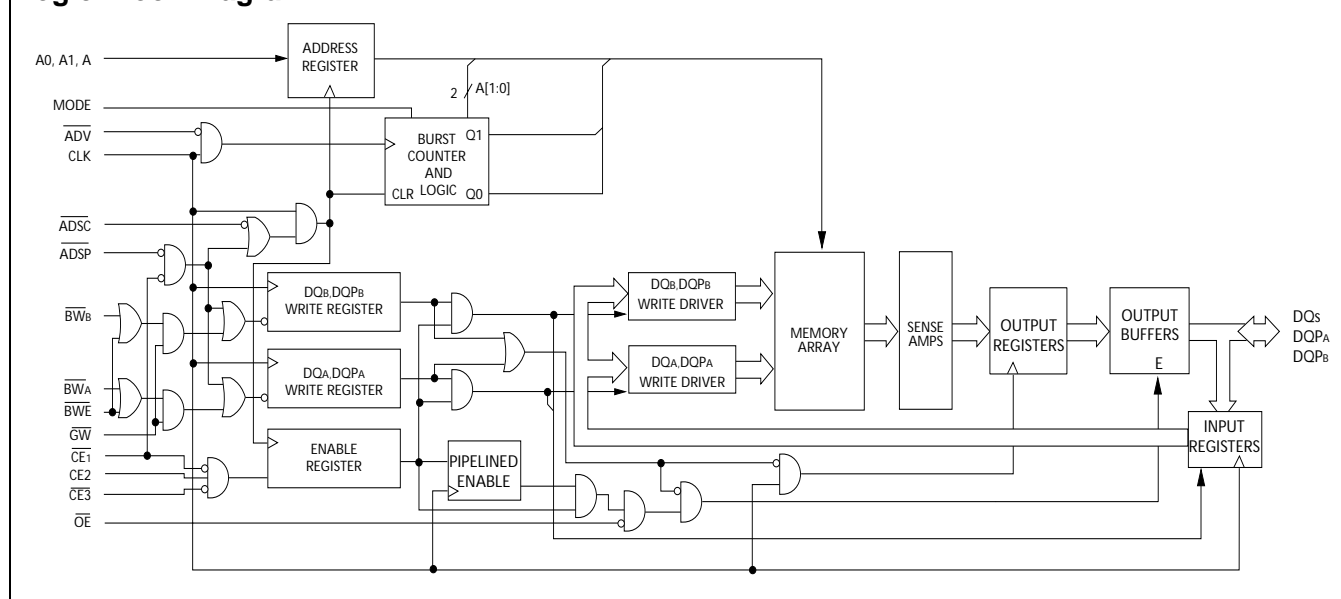 A0, A1, A
ADDRESS
REGISTER
2
A[1:0]
MODE
ADV
CLK
BURST
COUNTER
AND
LOGIC
CLR
Q1
Q0
ADSC
ADSP
DQB,DQPB
WRITE REGISTER
DQA,DQPA
WRITE REGISTER
BWB
BWA
BWE
GW
CE1
CE2
CE3
OE
ENABLE
REGISTER
PIPELINED
ENABLE
DQB,DQPB
WRITE DRIVER
DQA,DQPA
WRITE DRIVER
MEMORY
ARRAY
SENSE
AMPS
OUTPUT
REGISTERS
OUTPUT
BUFFERS
E
INPUT
REGISTERS
DQs
DQPA
DQPB